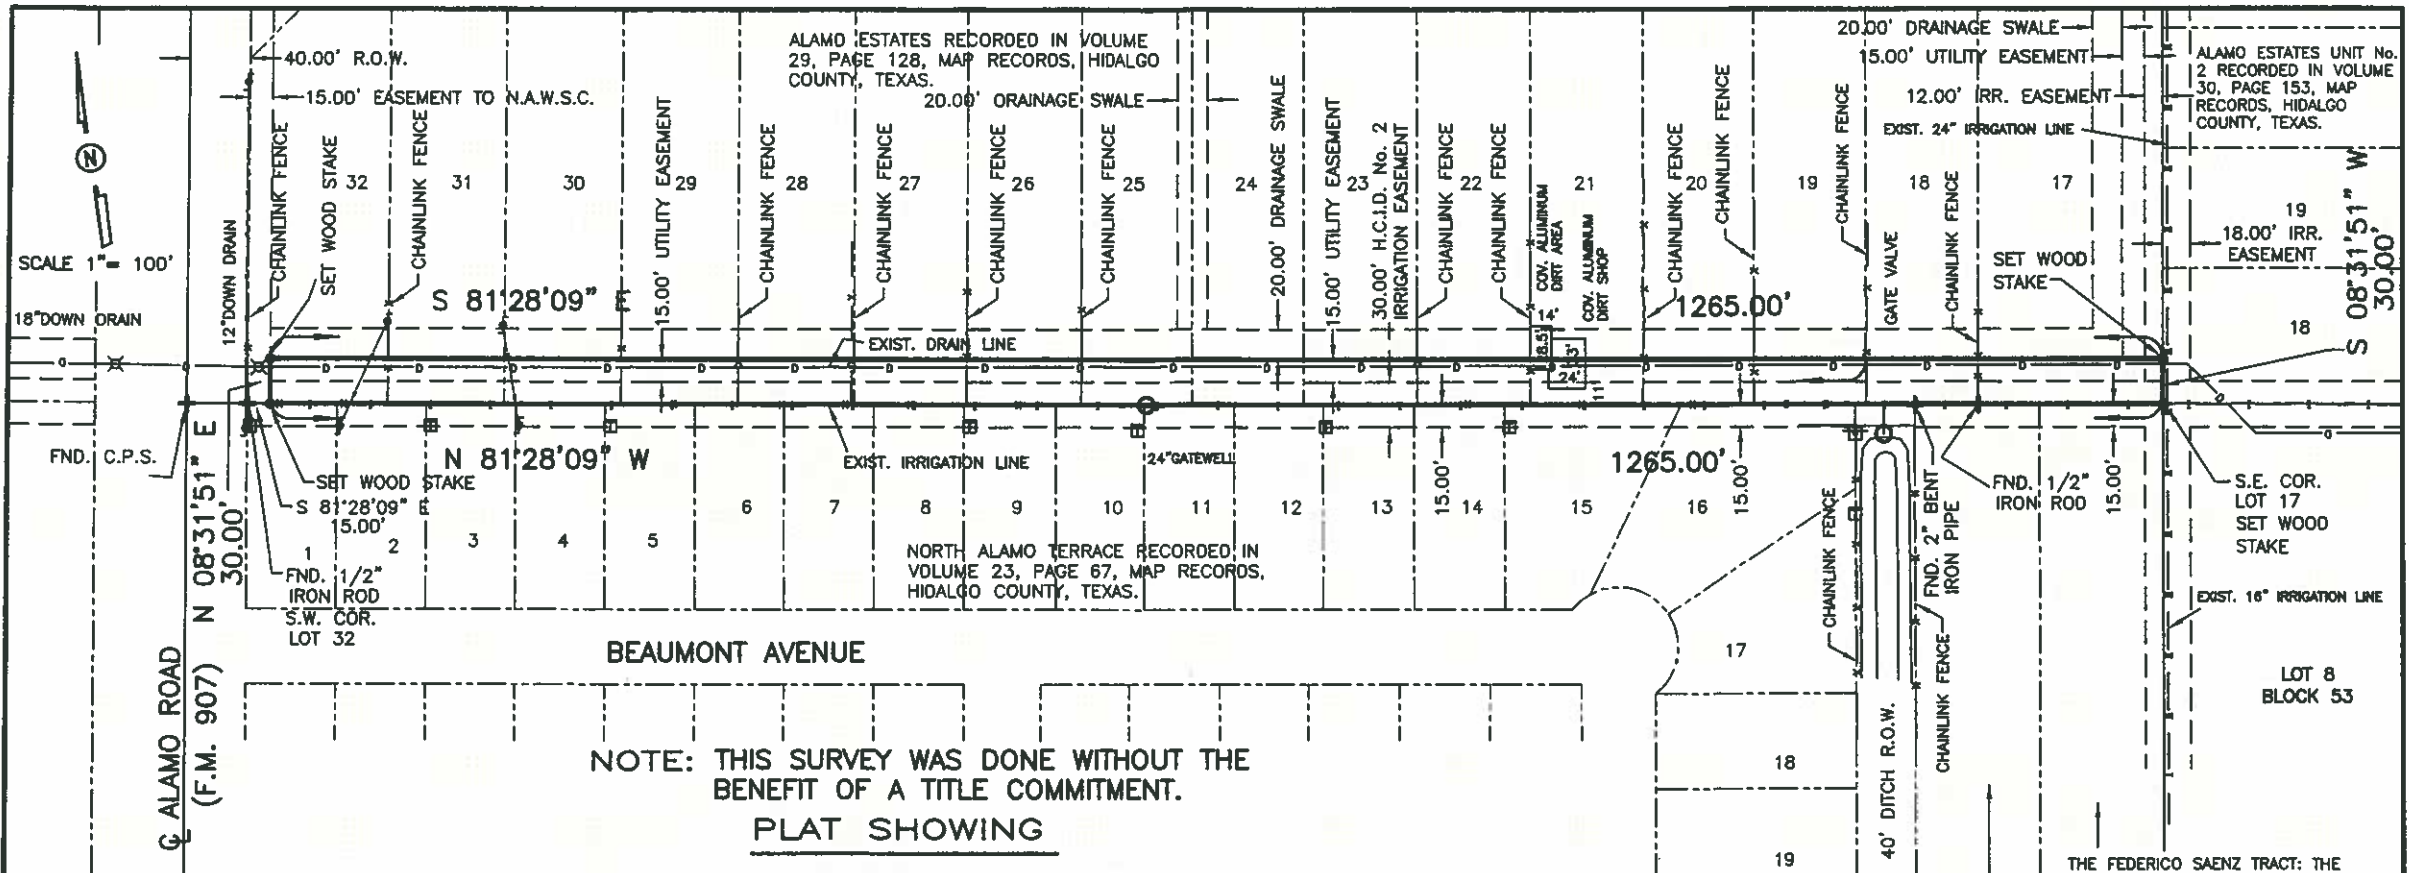 ALAMO ESTATES RECORDED IN VOLUME
29, PAGE 128, MAP RECORDS, HIDALGO
COUNTY, TEXAS.
20.00' DRAINAGE SWALE
15.00' UTILITY EASEMENT
12.00' IRR. EASEMENT
EXIST. 24" IRRIGATION LINE
ALAMO ESTATES UNIT No.
2 RECORDED IN VOLUME
30, PAGE 153, MAP
RECORDS, HIDALGO
COUNTY, TEXAS.
40.00' R.O.W.
15.00' EASEMENT TO N.A.W.S.C.
20.00' ORAINAGE SWALE
N
SCALE 1"= 100'
18"DOWN DRAIN
12"DOWN DRAIN
CHAINLINK FENCE
SET WOOD STAKE
32
CHAINLINK FENCE
31
30
15.00' UTILITY EASEMENT
29
CHAINLINK FENCE
28
CHAINLINK FENCE
27
CHAINLINK FENCE
26
CHAINLINK FENCE
25
24
20.00' DRAINAGE SWALE
15.00' UTILITY EASEMENT
23
30.00' H.C.I.D. No. 2
IRRIGATION EASEMENT
CHAINLINK FENCE
22
CHAINLINK FENCE
COV. ALUMINUM
DIRT AREA
21
COV. ALUMINUM
DIRT SHOP
CHAINLINK FENCE
20
CHAINLINK FENCE
19
CHAINLINK FENCE
GATE VALVE
18
CHAINLINK FENCE
17
19
18.00' IRR.
EASEMENT
18
S 08°31'51" W
30.00'
SET WOOD
STAKE
S 81°28'09" E
1265.00'
14'
18.5'
24'
11'
EXIST. DRAIN LINE
FND. C.P.S.
N 08°31'51" E
30.00'
N 81°28'09" W
1265.00'
SET WOOD STAKE
S 81°28'09" E
15.00'
EXIST. IRRIGATION LINE
24"GATEWELL
1
2
3
4
5
6
7
8
9
10
11
12
13
15.00'
14
15
16
15.00'
FND. 1/2"
IRON ROD
S.W. COR.
LOT 32
NORTH ALAMO TERRACE RECORDED IN
VOLUME 23, PAGE 67, MAP RECORDS,
HIDALGO COUNTY, TEXAS.
CHAINLINK FENCE
FND. 2" BENT
IRON PIPE
FND. 1/2"
IRON ROD
15.00'
S.E. COR.
LOT 17
SET WOOD
STAKE
EXIST. 16" IRRIGATION LINE
BEAUMONT AVENUE
17
CHAINLINK FENCE
LOT 8
BLOCK 53
℄ ALAMO ROAD
(F.M. 907)
NOTE: THIS SURVEY WAS DONE WITHOUT THE
BENEFIT OF A TITLE COMMITMENT.
PLAT SHOWING
18
19
40' DITCH R.O.W.
THE FEDERICO SAENZ TRACT: THE